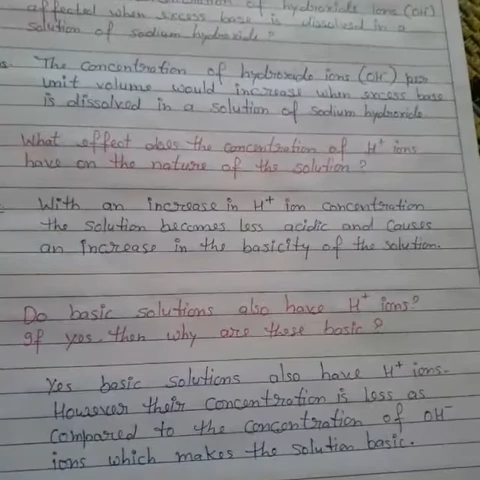 of hydroxide ions (OH⁻)
affected when excess base is dissolved in a
solution of sodium hydroxide?
The concentration of hydroxide ions (OH⁻) per
unit volume would increase when excess base
is dissolved in a solution of sodium hydroxide
What effect does the concentration of H⁺ ions
have on the nature of the solution?
With an increase in H⁺ ion concentration
the solution becomes less acidic and causes
an increase in the basicity of the solution.
Do basic solutions also have H⁺ ions?
If yes. then why are these basic?
Yes basic solutions also have H⁺ ions.
However their concentration is less as
compared to the concentration of OH⁻
ions which makes the solution basic.